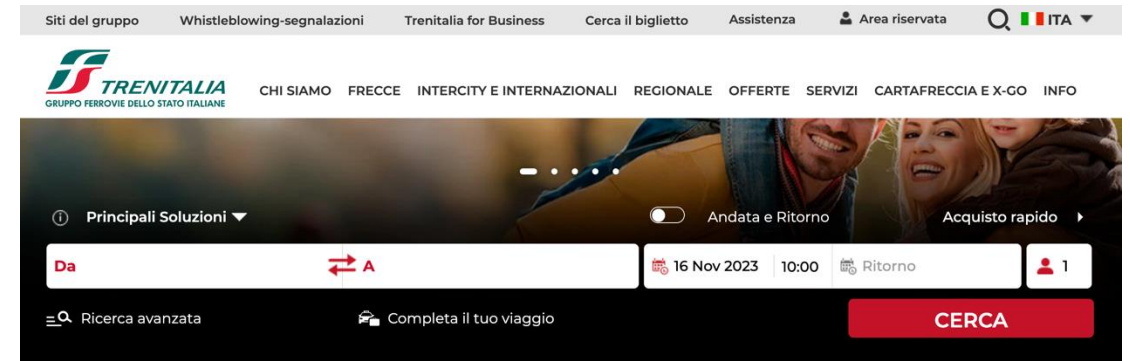 Siti del gruppo Whistleblowing-segnalazioni Trenitalia for Business Cerca il biglietto Assistenza Area riservata ITA
TRENITALIA
GRUPPO FERROVIE DELLO STATO ITALIANE
CHI SIAMO FRECCE INTERCITY E INTERNAZIONALI REGIONALE OFFERTE SERVIZI CARTAFRECCIA E X-GO INFO
Principali Soluzioni Andata e Ritorno Acquisto rapido
Da A 16 Nov 2023 10:00 Ritorno 1
Ricerca avanzata Completa il tuo viaggio CERCA